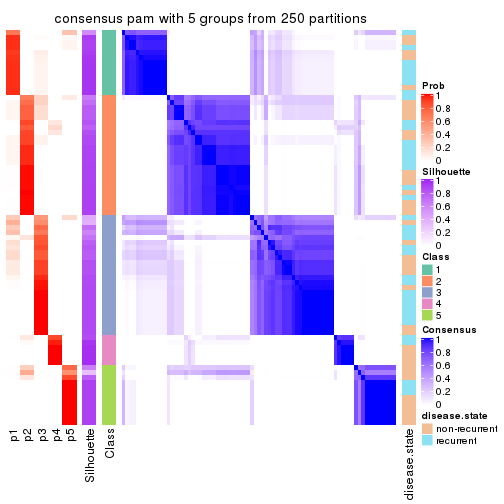 consensus pam with 5 groups from 250 partitions
Prob
1
0.8
0.6
0.4
0.2
0
Silhouette
1
0.8
0.6
0.4
0.2
0
Class
1
2
3
4
5
Consensus
1
0.8
0.6
0.4
0.2
0
disease.state
non-recurrent
recurrent
p1
p2
p3
p4
p5
Silhouette
Class
disease.state